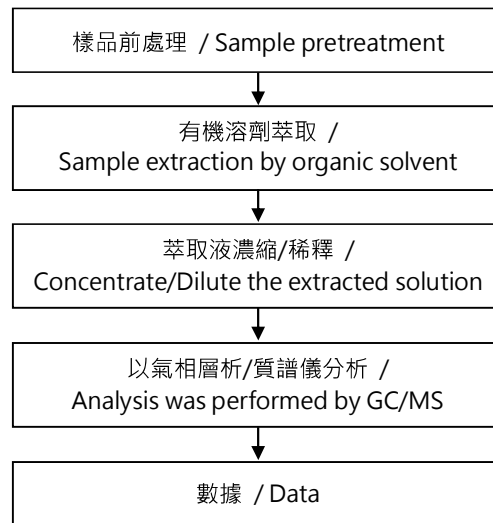 樣品前處理 / Sample pretreatment
有機溶劑萃取 /
Sample extraction by organic solvent
萃取液濃縮/稀釋 /
Concentrate/Dilute the extracted solution
以氣相層析/質譜儀分析 /
Analysis was performed by GC/MS
數據 / Data